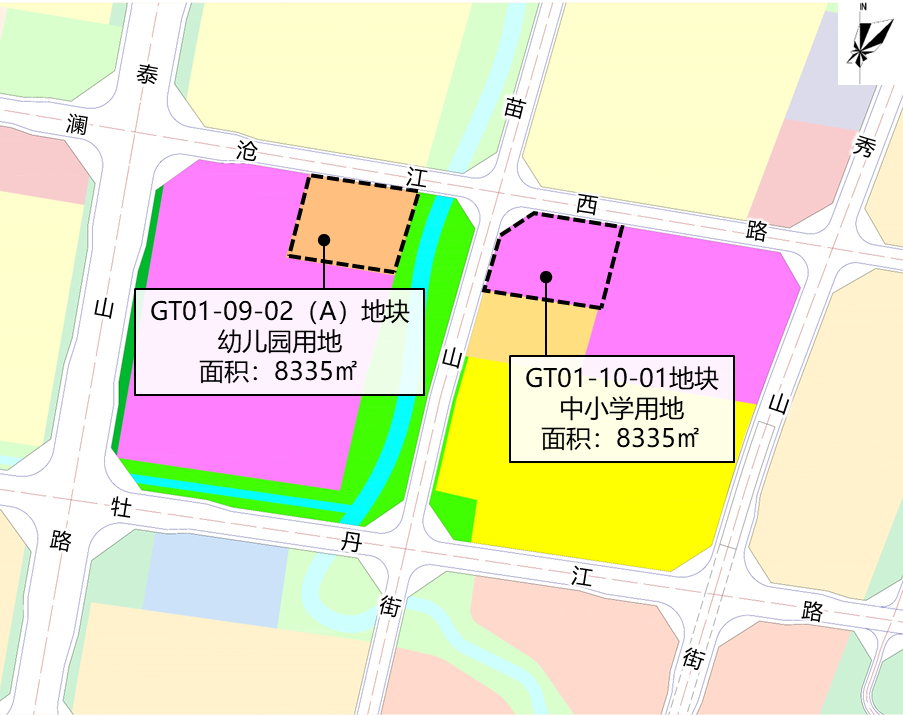 IN
泰
苗
澜
沧
江
西
路
秀
GT01-09-02（A）地块
幼儿园用地
面积：8335㎡
山
山
GT01-10-01地块
中小学用地
面积：8335㎡
山
路
牡
丹
江
路
街
街